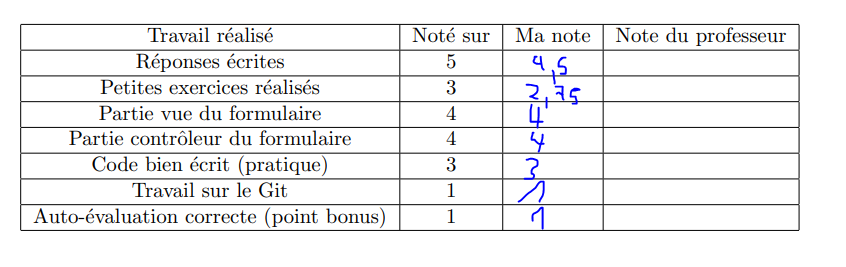 Travail réalisé Noté sur Ma note Note du professeur
Réponses écrites 5 4,5
Petites exercices réalisés 3 2,75
Partie vue du formulaire 4 4
Partie contrôleur du formulaire 4 4
Code bien écrit (pratique) 3 3
Travail sur le Git 1 1
Auto-évaluation correcte (point bonus) 1 1